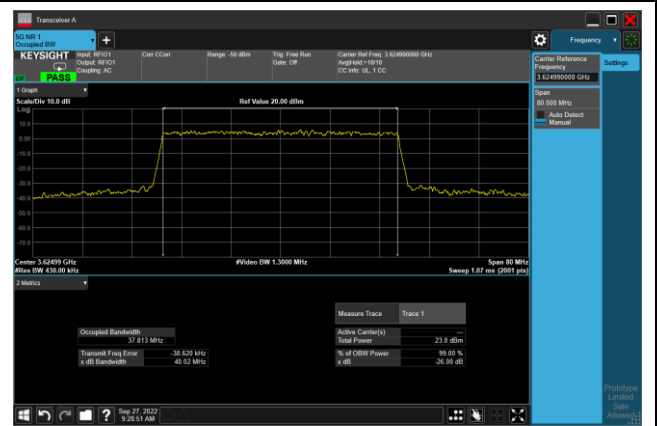 Transceiver A
5G NR 1
Occupied BW
Frequency
KEYSIGHT
Input: RFIO1
Output: RFIO1
Coupling: AC
Corr CCorr
Range: -50 dBm
Trig: Free Run
Gate: Off
Carrier Ref Freq: 3.624990000 GHz
Avg|Hold:>10/10
CC Info: UL, 1 CC
PASS
Carrier Reference
Frequency
3.624990000 GHz
Settings
Span
80.000 MHz
Auto Detect
Manual
1 Graph
Scale/Div 10.0 dB
Ref Value 20.00 dBm
Log
10.0
0.00
-10.0
-20.0
-30.0
-40.0
-50.0
-60.0
-70.0
Center 3.62499 GHz
#Video BW 1.3000 MHz
Span 80 MHz
#Res BW 430.00 kHz
Sweep 1.07 ms (2001 pts)
2 Metrics
Measure Trace
Trace 1
Occupied Bandwidth
37.813 MHz
Active Carrier(s)
---
Total Power
23.0 dBm
Transmit Freq Error
-38.620 kHz
% of OBW Power
99.00 %
x dB Bandwidth
40.02 MHz
x dB
-26.00 dB
Prototype
Limited
Sale
Allowed
Sep 27, 2022
9:28:51 AM